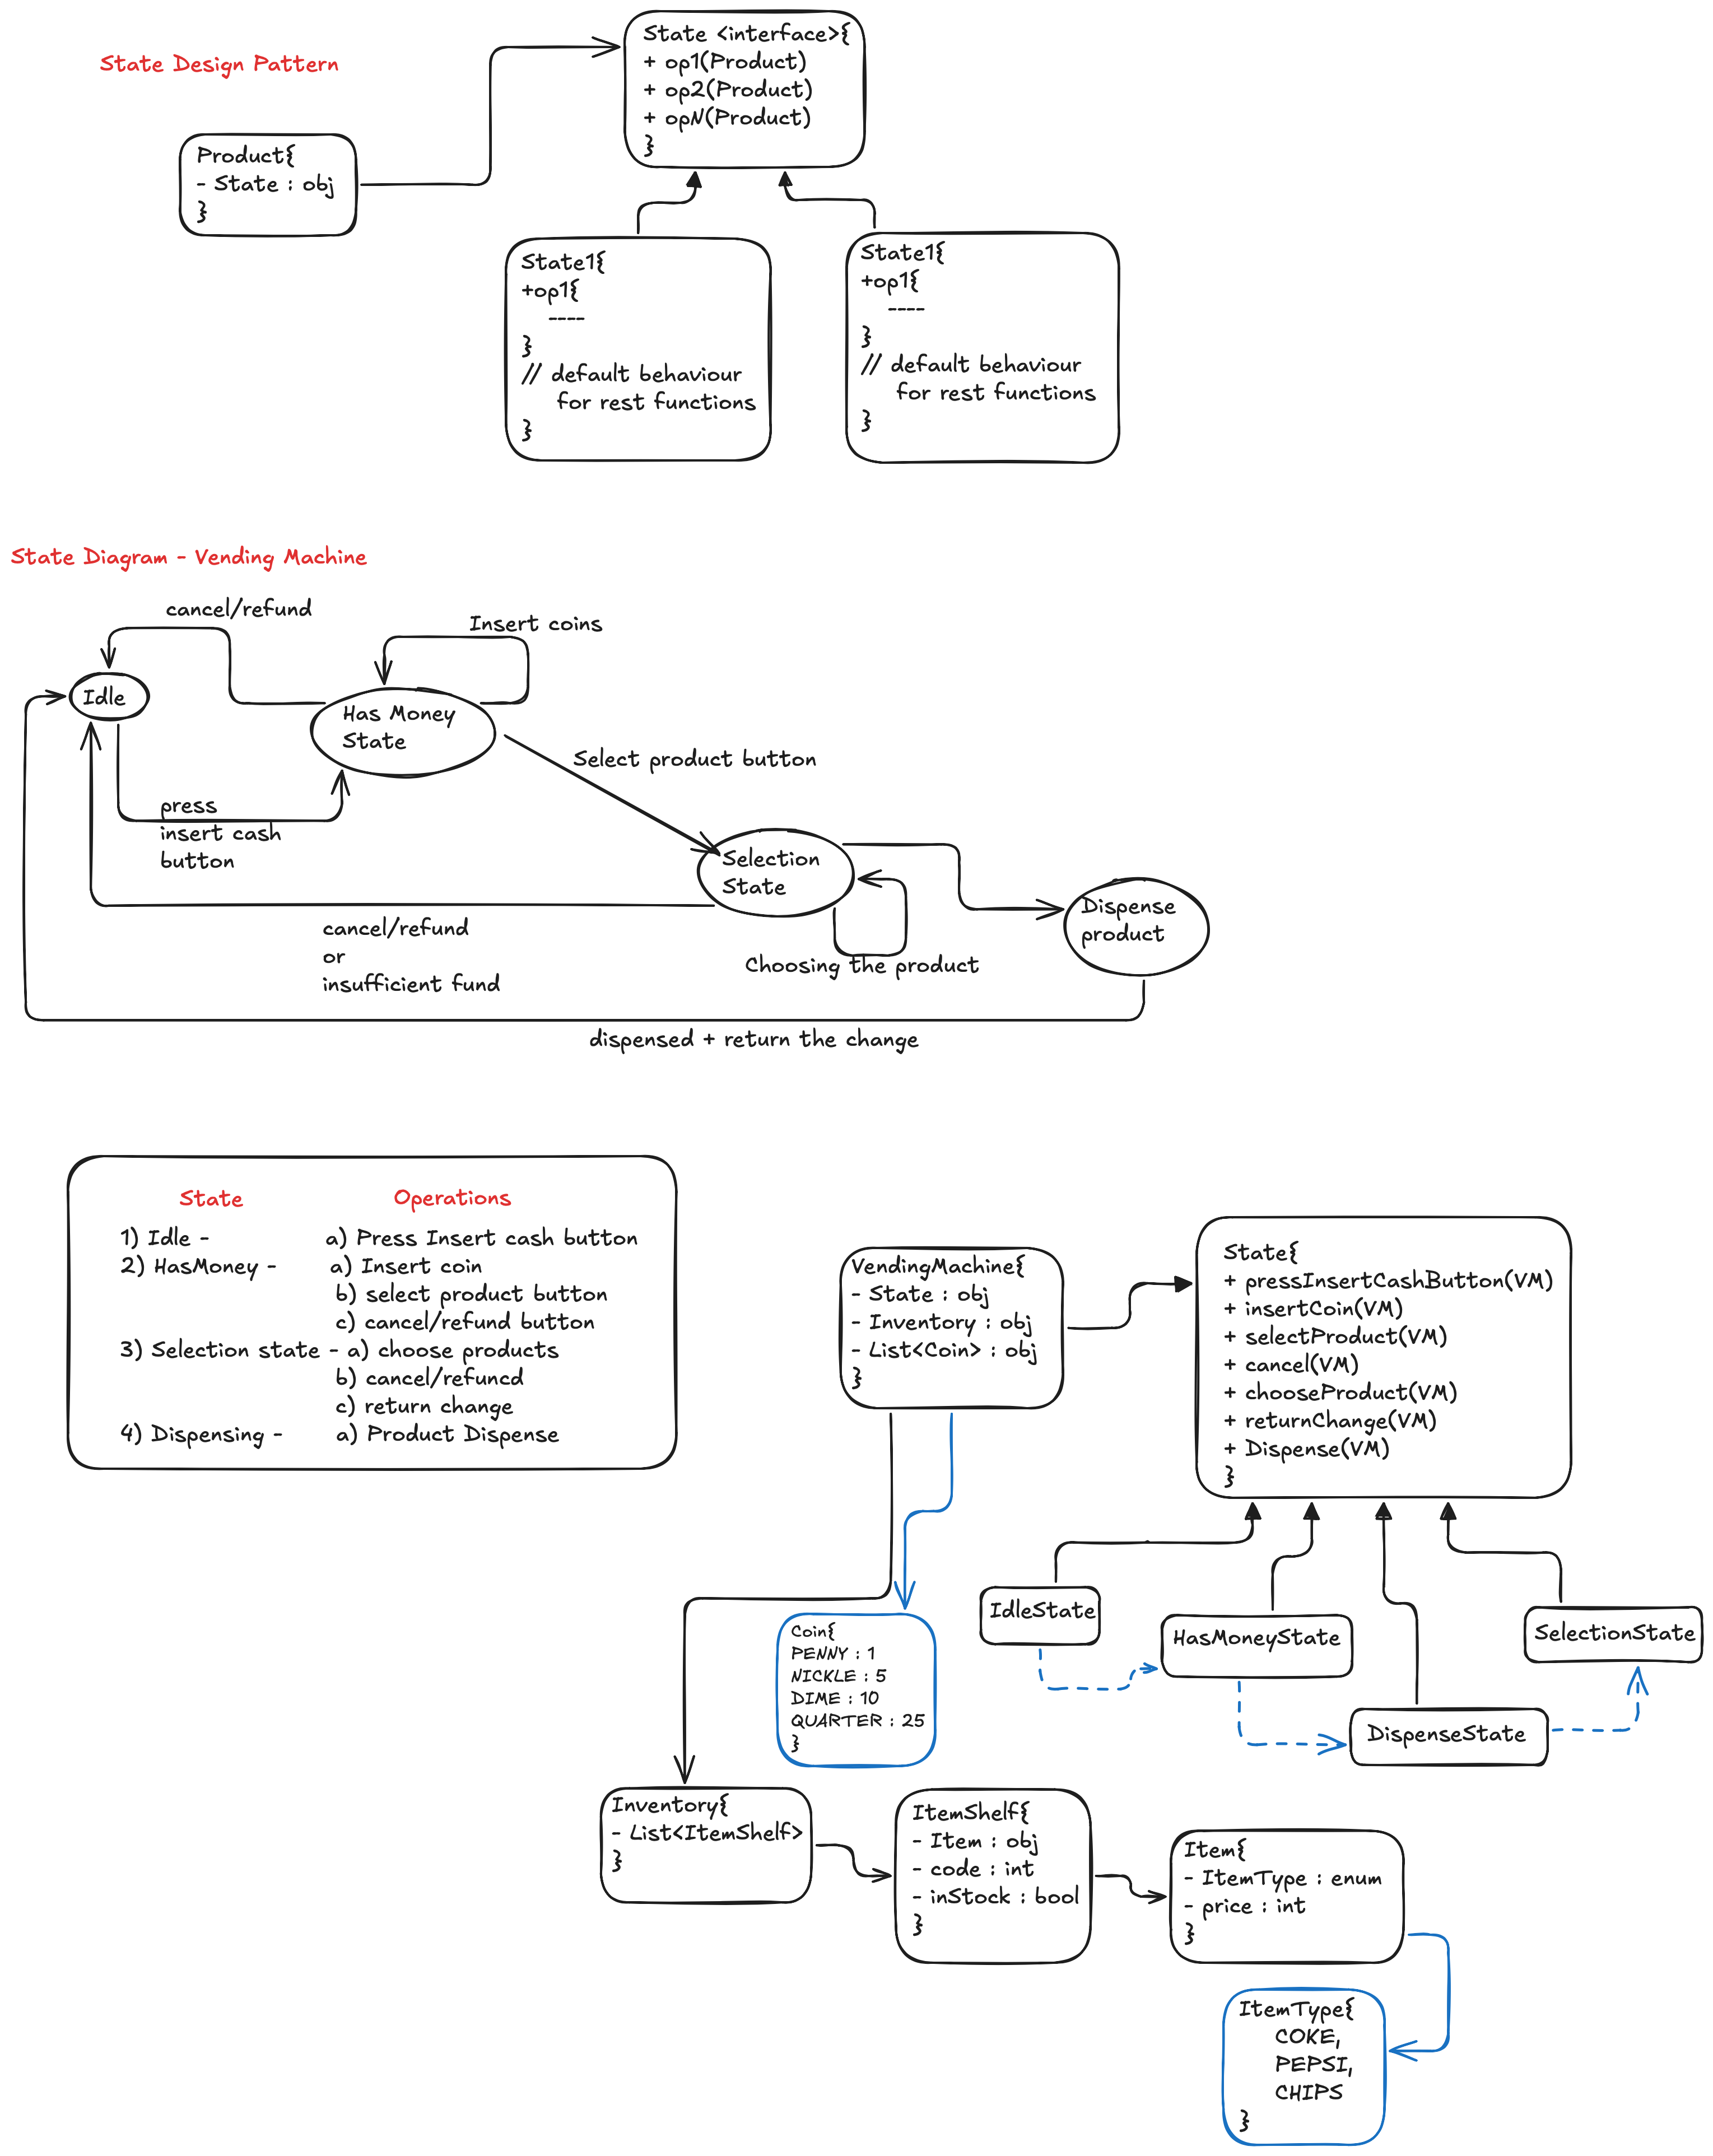 State Design Pattern
State <interface>{
+ op1(Product)
+ op2(Product)
+ opN(Product)
}
Product{
- State : obj
}
State1{
+op1{
----
}
// default behaviour
for rest functions
}
State1{
+op1{
----
}
// default behaviour
for rest functions
}
State Diagram - Vending Machine
cancel/refund
Insert coins
Idle
Has Money
State
Select product button
press
insert cash
button
Selection
State
Dispense
product
cancel/refund
or
insufficient fund
Choosing the product
dispensed + return the change
State Operations
1) Idle - a) Press Insert cash button
2) HasMoney - a) Insert coin
b) select product button
c) cancel/refund button
3) Selection state - a) choose products
b) cancel/refuncd
c) return change
4) Dispensing - a) Product Dispense
VendingMachine{
- State : obj
- Inventory : obj
- List<Coin> : obj
}
State{
+ pressInsertCashButton(VM)
+ insertCoin(VM)
+ selectProduct(VM)
+ cancel(VM)
+ chooseProduct(VM)
+ returnChange(VM)
+ Dispense(VM)
}
IdleState
HasMoneyState
SelectionState
DispenseState
Coin{
PENNY : 1
NICKLE : 5
DIME : 10
QUARTER : 25
}
Inventory{
- List<ItemShelf>
}
ItemShelf{
- Item : obj
- code : int
- inStock : bool
}
Item{
- ItemType : enum
- price : int
}
ItemType{
COKE,
PEPSI,
CHIPS
}